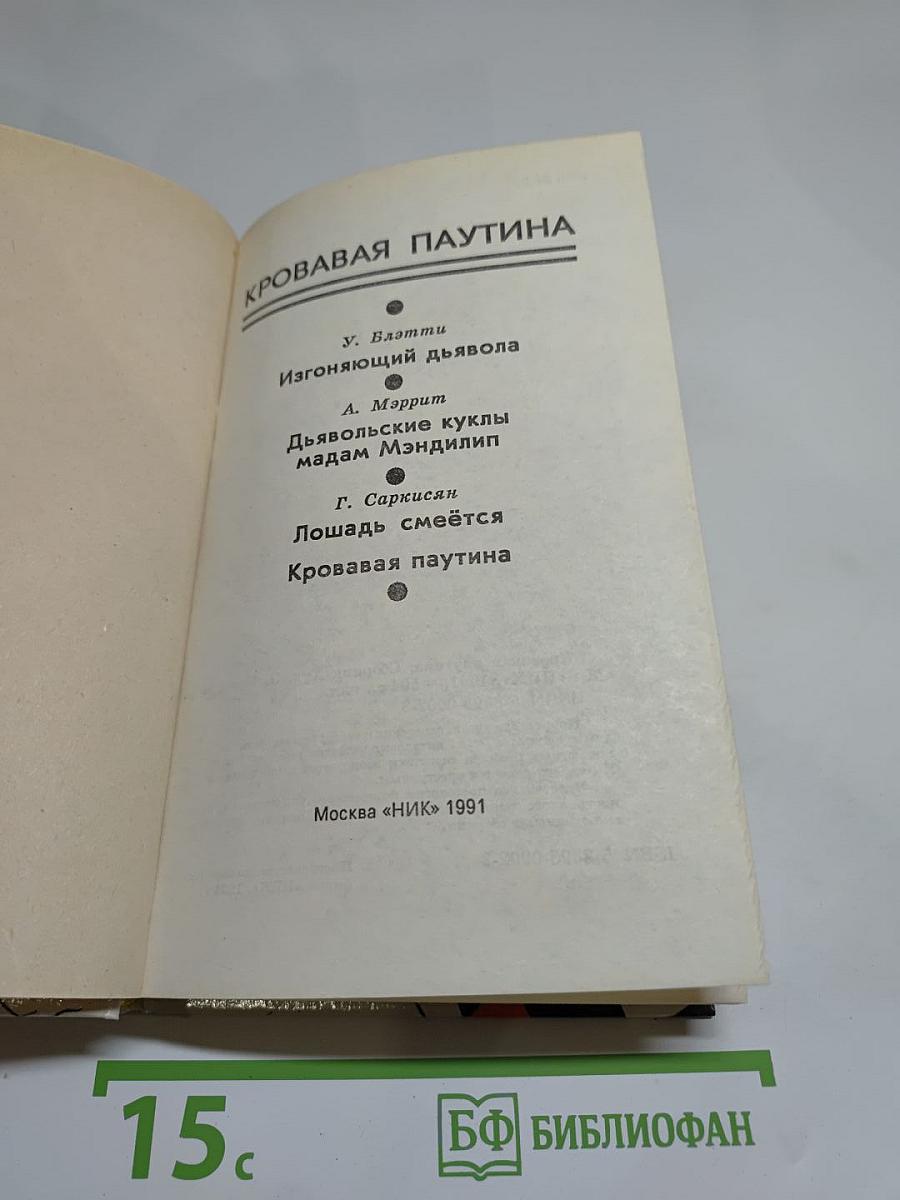 КРОВАВАЯ ПАУТИНА
У. Блэтти
Изгоняющий дьявола
А. Мэррит
Дьявольские куклы
мадам Мэндилип
Г. Саркисян
Лошадь смеётся
Кровавая паутина
Москва «НИК» 1991
15 с
БФ БИБЛИОФАН